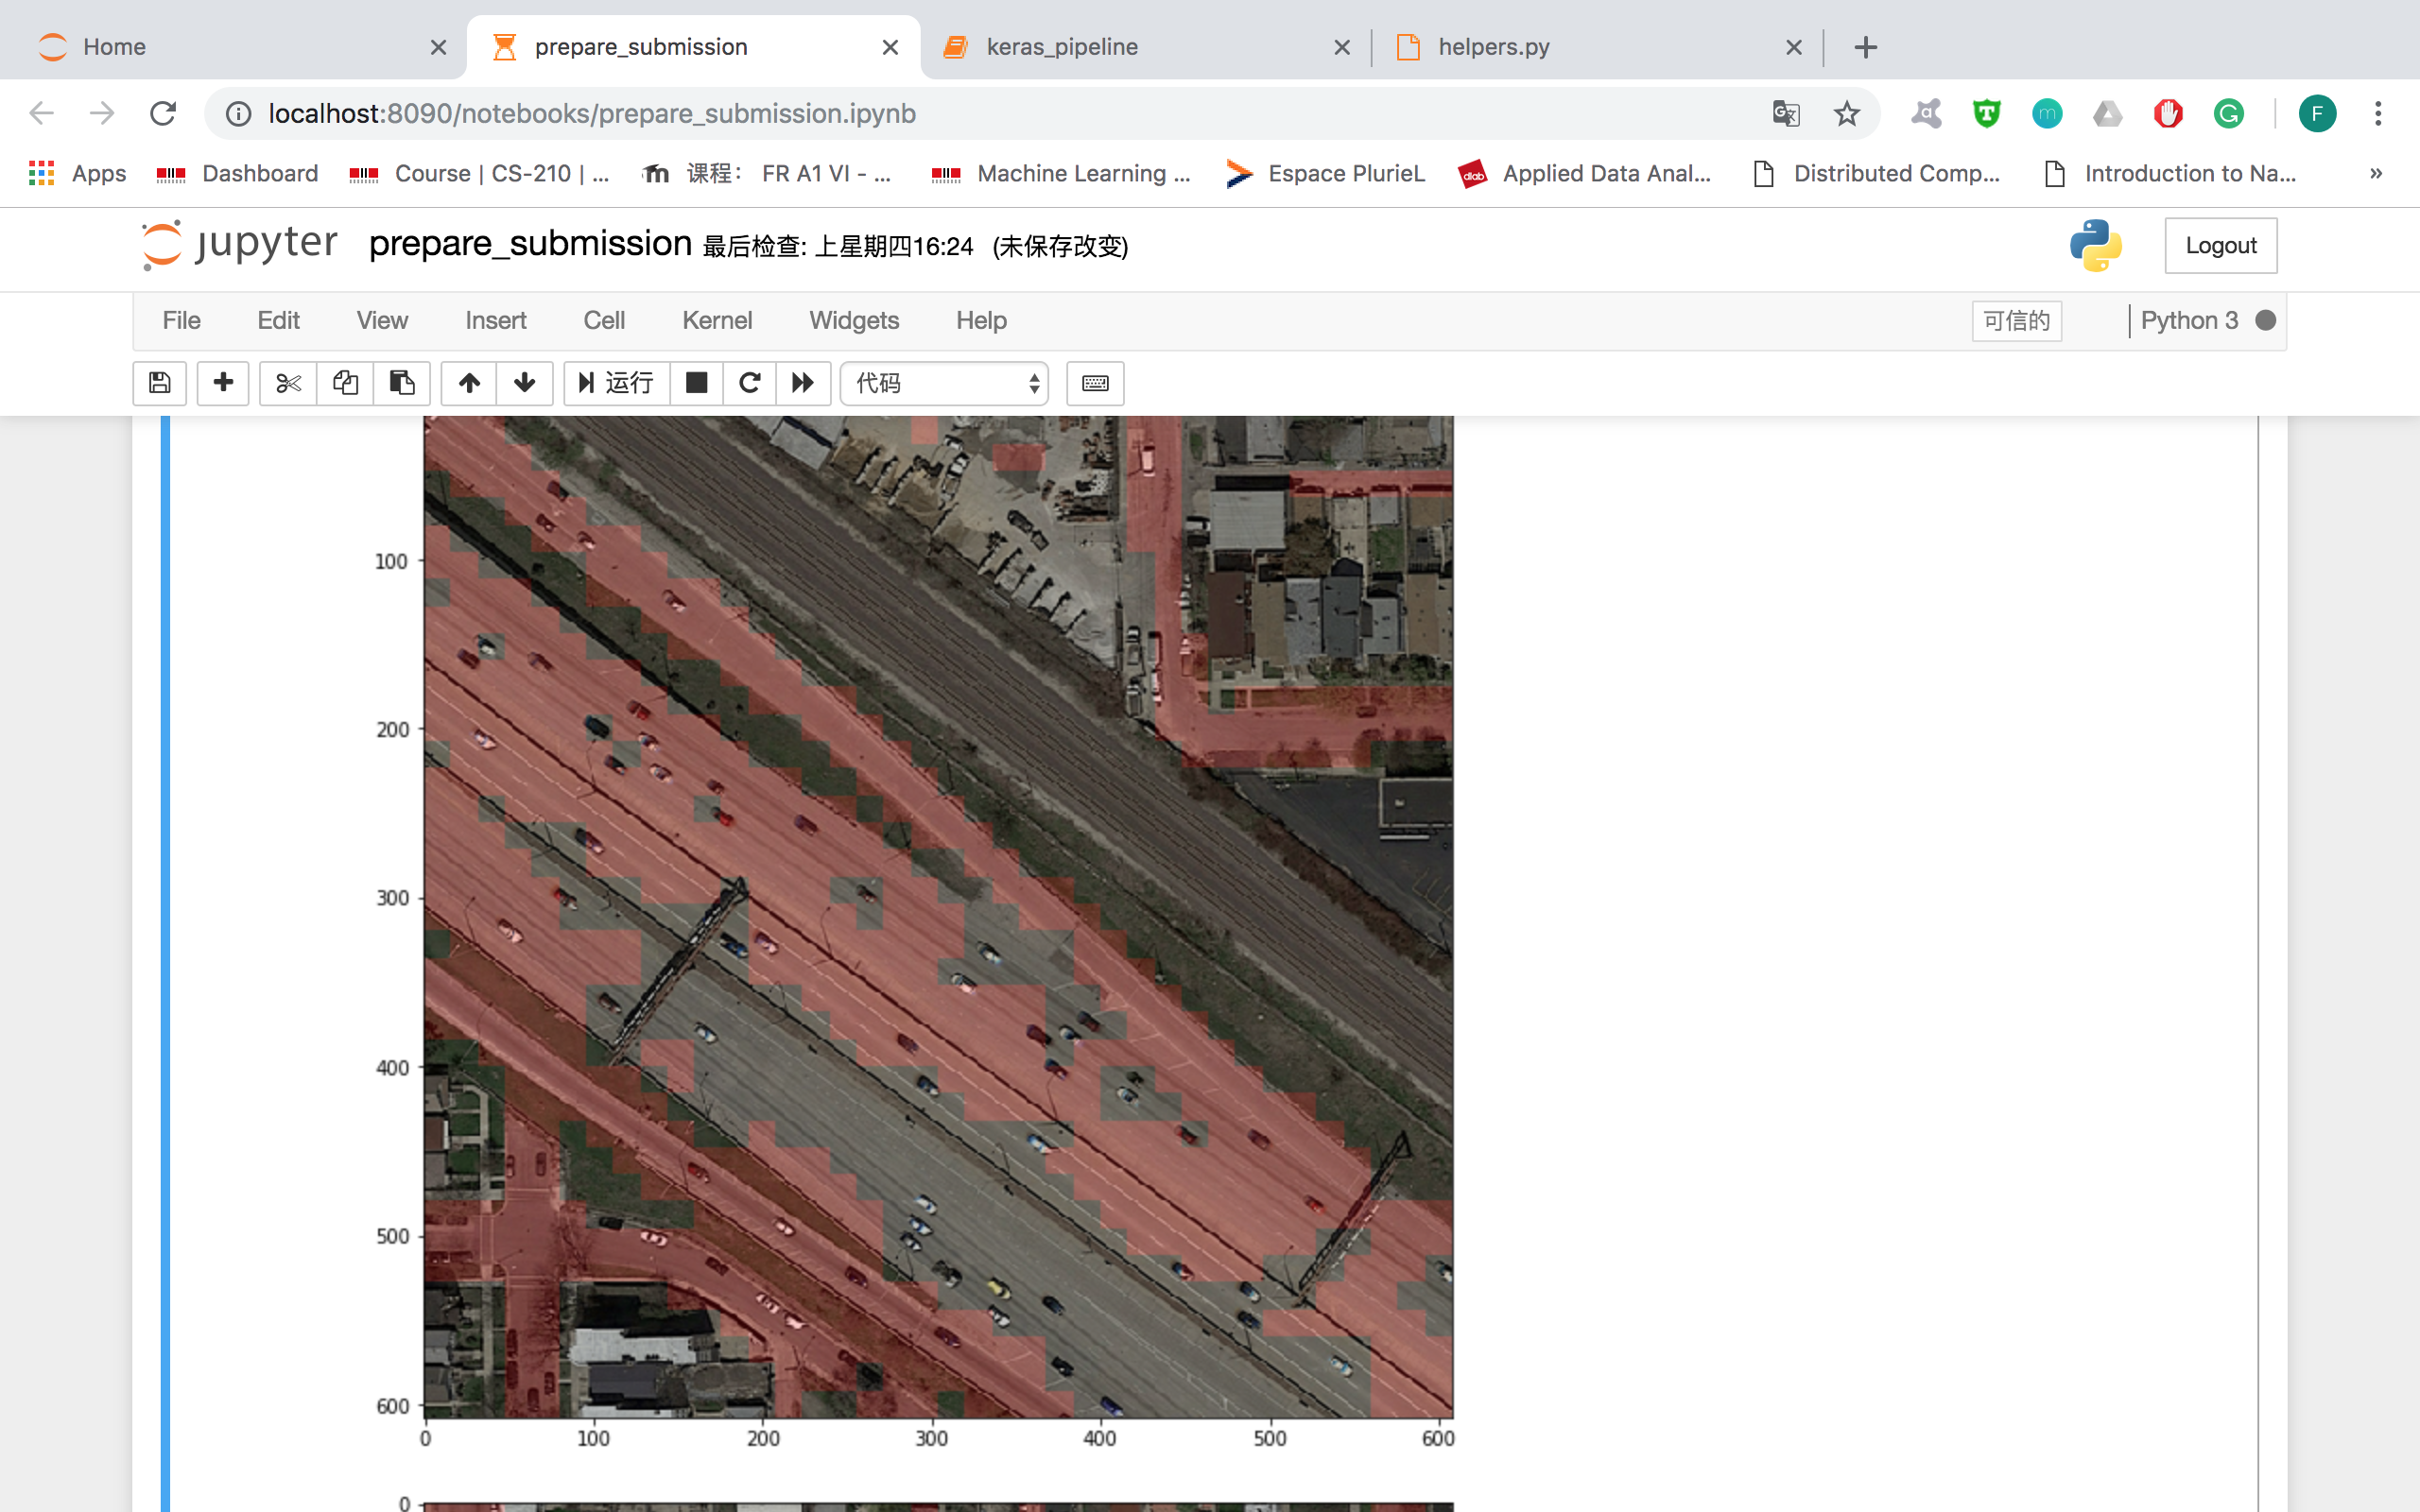 Home prepare_submission keras_pipeline helpers.py
localhost:8090/notebooks/prepare_submission.ipynb F
Apps Dashboard Course | CS-210 | ... 课程： FR A1 VI - ... Machine Learning ... Espace PlurieL dlab Applied Data Anal... Distributed Comp... Introduction to Na... »
jupyter prepare_submission 最后检查: 上星期四16:24 (未保存改变) Logout
File Edit View Insert Cell Kernel Widgets Help 可信的 Python 3
运行 代码
100
200
300
400
500
600
0 100 200 300 400 500 600
0